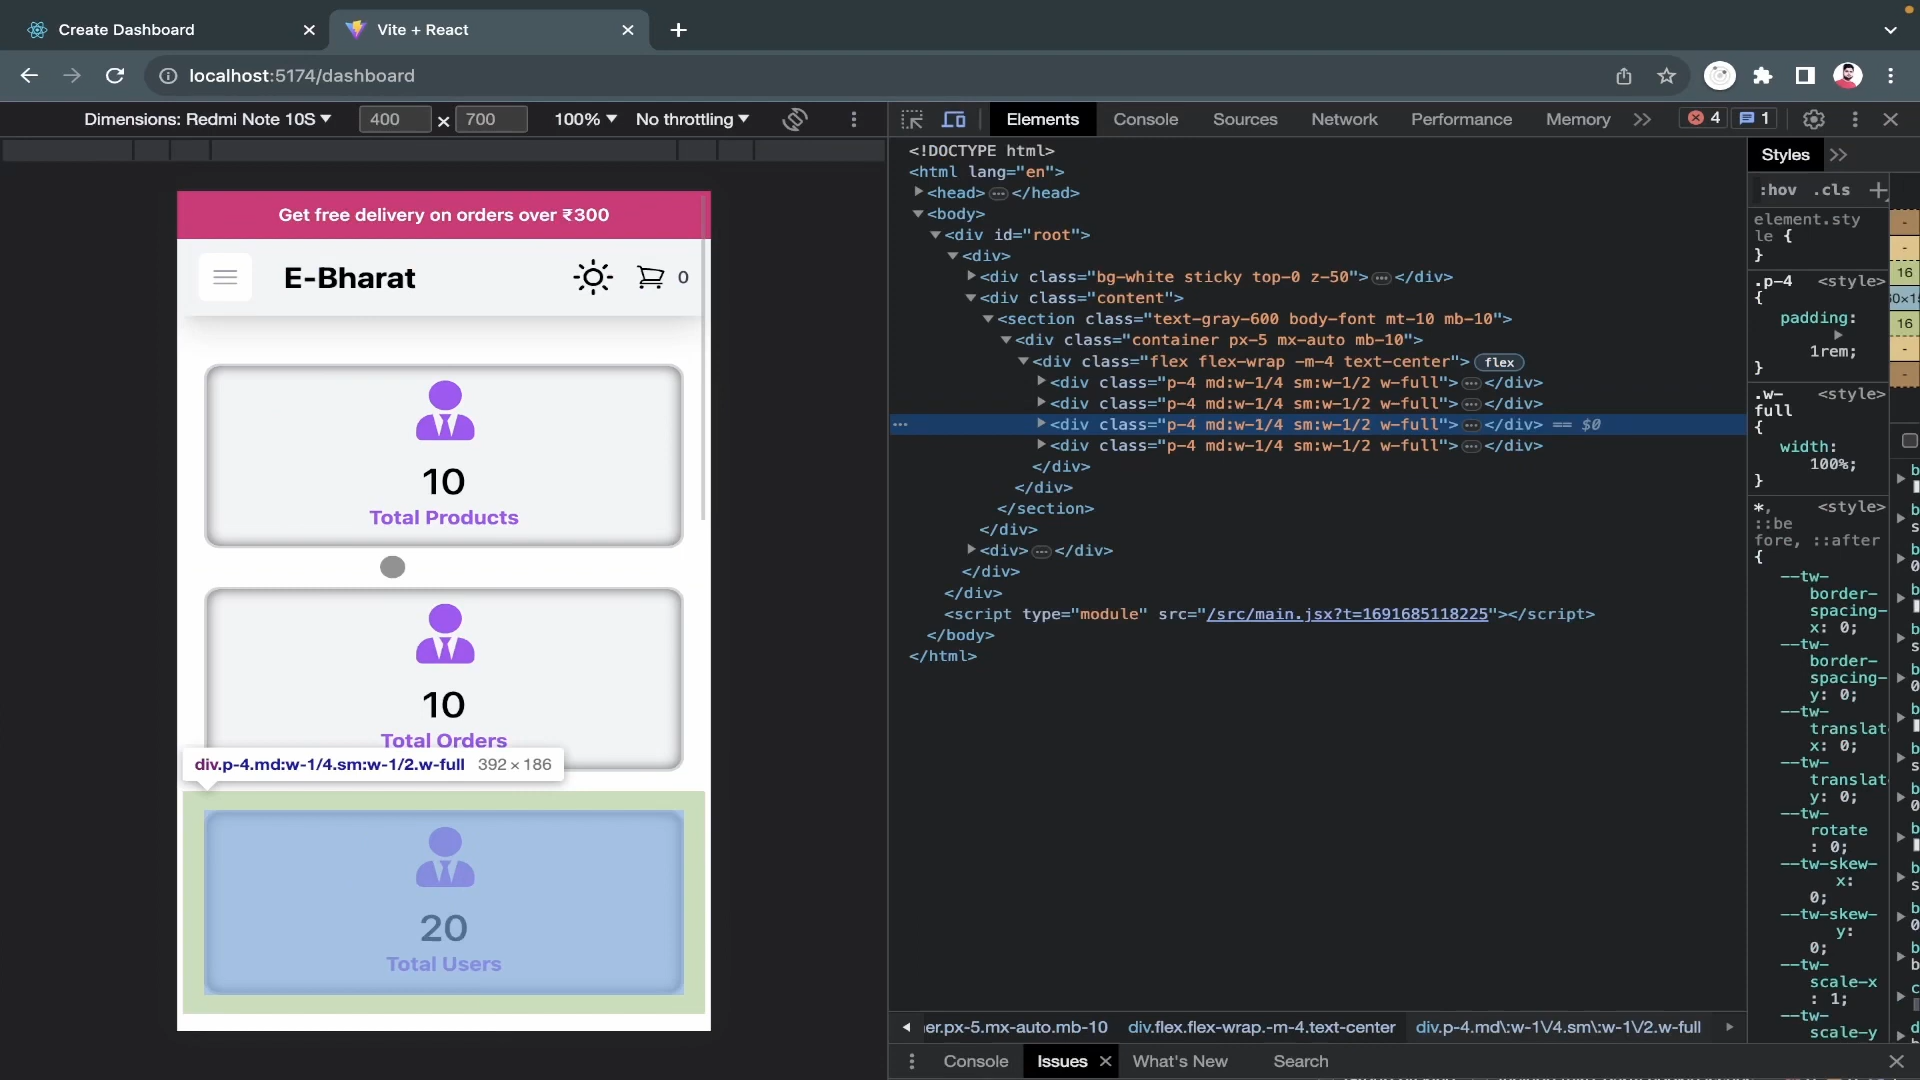 Create Dashboard
Vite + React
localhost:5174/dashboard
Dimensions: Redmi Note 10S ▼ 400 × 700 100% ▼ No throttling ▼
Elements Console Sources Network Performance Memory 4 1
Get free delivery on orders over ₹300
E-Bharat 0
10
Total Products
10
Total Orders
div.p-4.md:w-1/4.sm:w-1/2.w-full 392 × 186
20
Total Users
<!DOCTYPE html>
<html lang="en">
▶<head>⋯</head>
▼<body>
▼<div id="root">
▼<div>
▶<div class="bg-white sticky top-0 z-50">⋯</div>
▼<div class="content">
▼<section class="text-gray-600 body-font mt-10 mb-10">
▼<div class="container px-5 mx-auto mb-10">
▼<div class="flex flex-wrap -m-4 text-center"> flex
▶<div class="p-4 md:w-1/4 sm:w-1/2 w-full">⋯</div>
▶<div class="p-4 md:w-1/4 sm:w-1/2 w-full">⋯</div>
⋯ ▶<div class="p-4 md:w-1/4 sm:w-1/2 w-full">⋯</div> == $0
▶<div class="p-4 md:w-1/4 sm:w-1/2 w-full">⋯</div>
</div>
</div>
</section>
</div>
▶<div>⋯</div>
</div>
</div>
<script type="module" src="/src/main.jsx?t=1691685118225"></script>
</body>
</html>
er.px-5.mx-auto.mb-10 div.flex.flex-wrap.-m-4.text-center div.p-4.md\:w-1\/4.sm\:w-1\/2.w-full
Console Issues What's New Search
Styles
:hov .cls
element.sty
le {
}
.p-4 <style>
{
padding:
▶
1rem;
}
.w- <style>
full
{
width:
100%;
}
*, <style>
::be
fore, ::after
{
--tw-
border-
spacing-
x: 0;
--tw-
border-
spacing-
y: 0;
--tw-
translat
x: 0;
--tw-
translat
y: 0;
--tw-
rotate
: 0;
--tw-skew-
x:
0;
--tw-skew-
y:
0;
--tw-
scale-x
: 1;
--tw-
scale-y
-
-
16
16
-
-